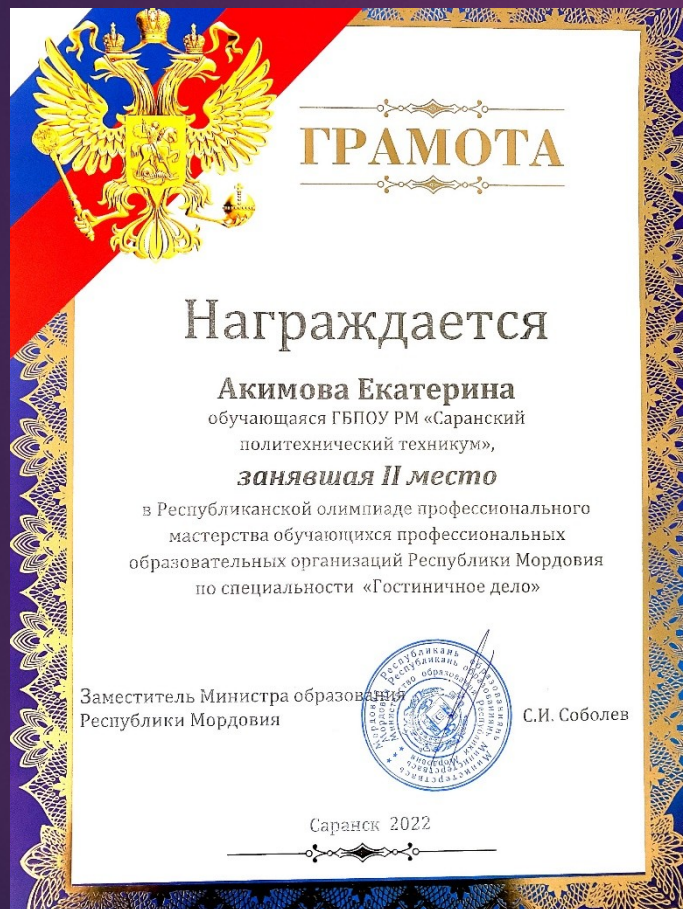 ГРАМОТА
Награждается
Акимова Екатерина
обучающаяся ГБПОУ РМ «Саранский
политехнический техникум»,
занявшая II место
в Республиканской олимпиаде профессионального
мастерства обучающихся профессиональных
образовательных организаций Республики Мордовия
по специальности «Гостиничное дело»
Заместитель Министра образования
Республики Мордовия
С.И. Соболев
Саранск 2022